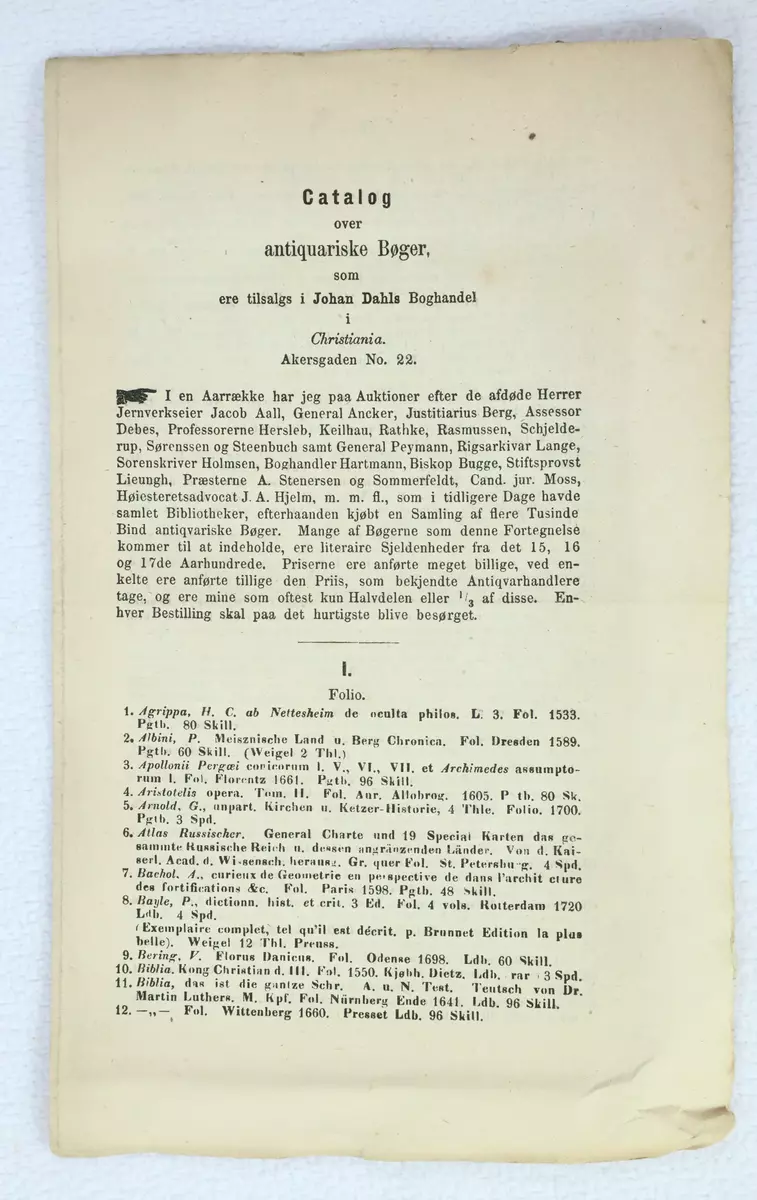 Catalog
over
antiquariske Bøger,
som
ere tilsalgs i Johan Dahls Boghandel
i
Christiania.
Akersgaden No. 22.
I en Aarrække har jeg paa Auktioner efter de afdøde Herrer
Jernverkseier Jacob Aall, General Ancker, Justitiarius Berg, Assessor
Debes, Professorerne Hersleb, Keilhau, Rathke, Rasmussen, Schjelde-
rup, Sørenssen og Steenbuch samt General Peymann, Rigsarkivar Lange,
Sorenskriver Holmsen, Boghandler Hartmann, Biskop Bugge, Stiftsprovst
Lieungh, Præsterne A. Stenersen og Sommerfeldt, Cand. jur. Moss,
Høiesteretsadvocat J. A. Hjelm, m. m. fl., som i tidligere Dage havde
samlet Bibliotheker, efterhaanden kjøbt en Samling af flere Tusinde
Bind antiqvariske Bøger. Mange af Bøgerne som denne Fortegnelse
kommer til at indeholde, ere literaire Sjeldenheder fra det 15, 16
og 17de Aarhundrede. Priserne ere anførte meget billige, ved en-
kelte ere anførte tillige den Priis, som bekjendte Antiqvarhandlere
tage, og ere mine som oftest kun Halvdelen eller 1/3 af disse. En-
hver Bestilling skal paa det hurtigste blive besørget.
I.
Folio.
1. Agrippa, H. C. ab Nettesheim de occulta philos. L. 3. Fol. 1533.
Pgtb. 80 Skill.
2. Albini, P. Meisznische Land u. Berg Chronica. Fol. Dresden 1589.
Pgtb. 60 Skill. (Weigel 2 Thl.)
3. Apollonii Pergæi conicorum l. V., VI., VII. et Archimedes assumpto-
rum l. Fol. Florentz 1661. Pgtb. 96 Skill.
4. Aristotelis opera. Tom. II. Fol. Aur. Allobrog. 1605. P tb. 80 Sk.
5. Arnold, G., unpart. Kirchen u. Ketzer-Historie, 4 Thle. Folio. 1700.
Pgtb. 3 Spd.
6. Atlas Russischer. General Charte und 19 Special Karten das ge-
sammte Russische Reich u. dessen angränzenden Länder. Von d. Kai-
serl. Acad. d. Wissensch. herausg. Gr. quer Fol. St. Petersburg. 4 Spd.
7. Bachol, A., curieux de Geometrie en perspective de dans l'archit cture
des fortifications &c. Fol. Paris 1598. Pgtb. 48 Skill.
8. Bayle, P., dictionn. hist. et crit. 3 Ed. Fol. 4 vols. Rotterdam 1720
Ldb. 4 Spd.
(Exemplaire complet, tel qu'il est décrit. p. Brunnet Edition la plus
belle). Weigel 12 Thl. Preuss.
9. Bering, V. Florus Danicus. Fol. Odense 1698. Ldb. 60 Skill.
10. Biblia. Kong Christian d. III. Fol. 1550. Kjøbh. Dietz. Ldb. rar 3 Spd.
11. Biblia, das ist die gantze Schr. A. u. N. Test. Teutsch von Dr.
Martin Luthers. M. Kpf. Fol. Nürnberg Ende 1641. Ldb. 96 Skill.
12. —„— Fol. Wittenberg 1660. Presset Ldb. 96 Skill.